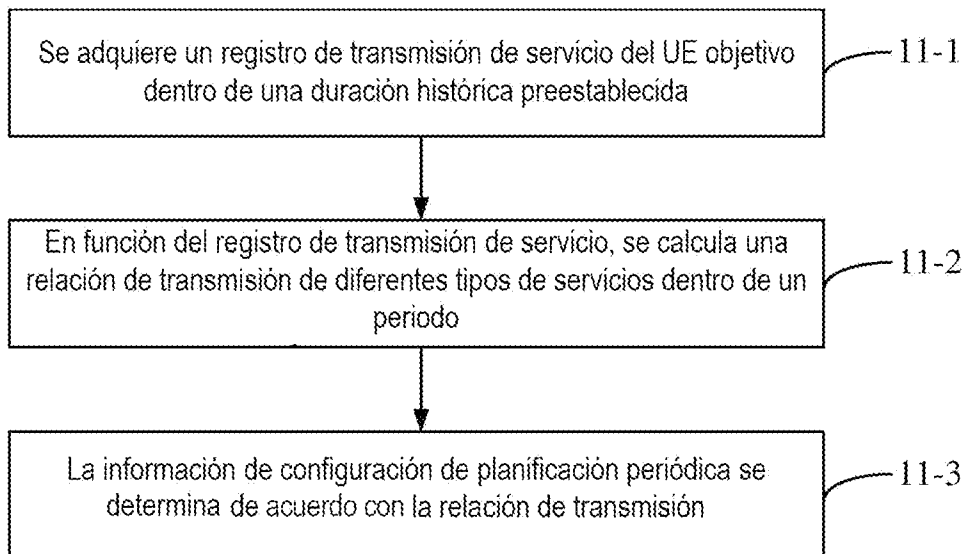 Se adquiere un registro de transmisión de servicio del UE objetivo
dentro de una duración histórica preestablecida
11-1
En función del registro de transmisión de servicio, se calcula una
relación de transmisión de diferentes tipos de servicios dentro de un
periodo
11-2
La información de configuración de planificación periódica se
determina de acuerdo con la relación de transmisión
11-3